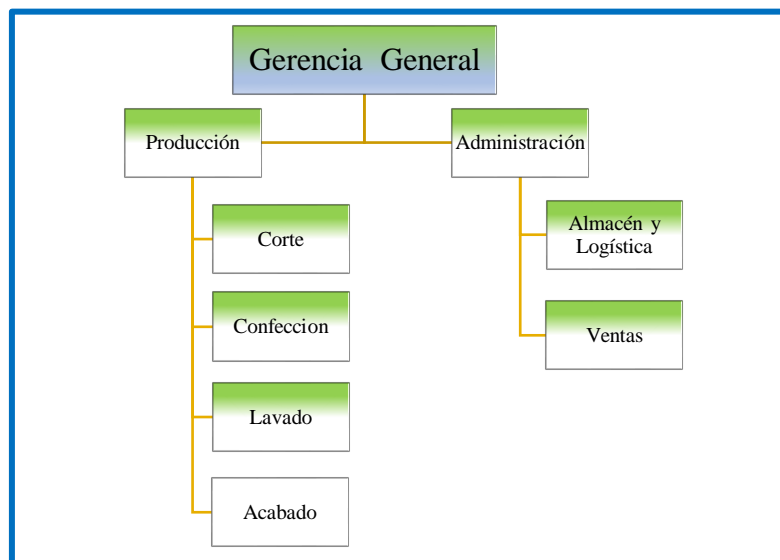 Gerencia General
Producción
Administración
Corte
Confeccion
Lavado
Acabado
Almacén y
Logística
Ventas